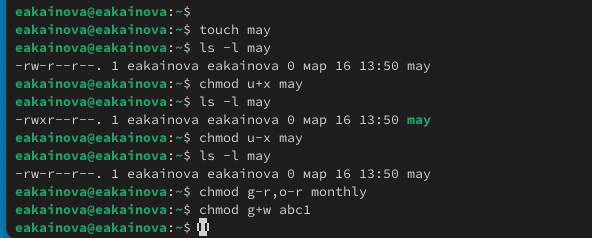 eakainova@eakainova:~$
eakainova@eakainova:~$ touch may
eakainova@eakainova:~$ ls -l may
-rw-r--r--. 1 eakainova eakainova 0 мар 16 13:50 may
eakainova@eakainova:~$ chmod u+x may
eakainova@eakainova:~$ ls -l may
-rwxr--r--. 1 eakainova eakainova 0 мар 16 13:50 may
eakainova@eakainova:~$ chmod u-x may
eakainova@eakainova:~$ ls -l may
-rw-r--r--. 1 eakainova eakainova 0 мар 16 13:50 may
eakainova@eakainova:~$ chmod g-r,o-r monthly
eakainova@eakainova:~$ chmod g+w abc1
eakainova@eakainova:~$